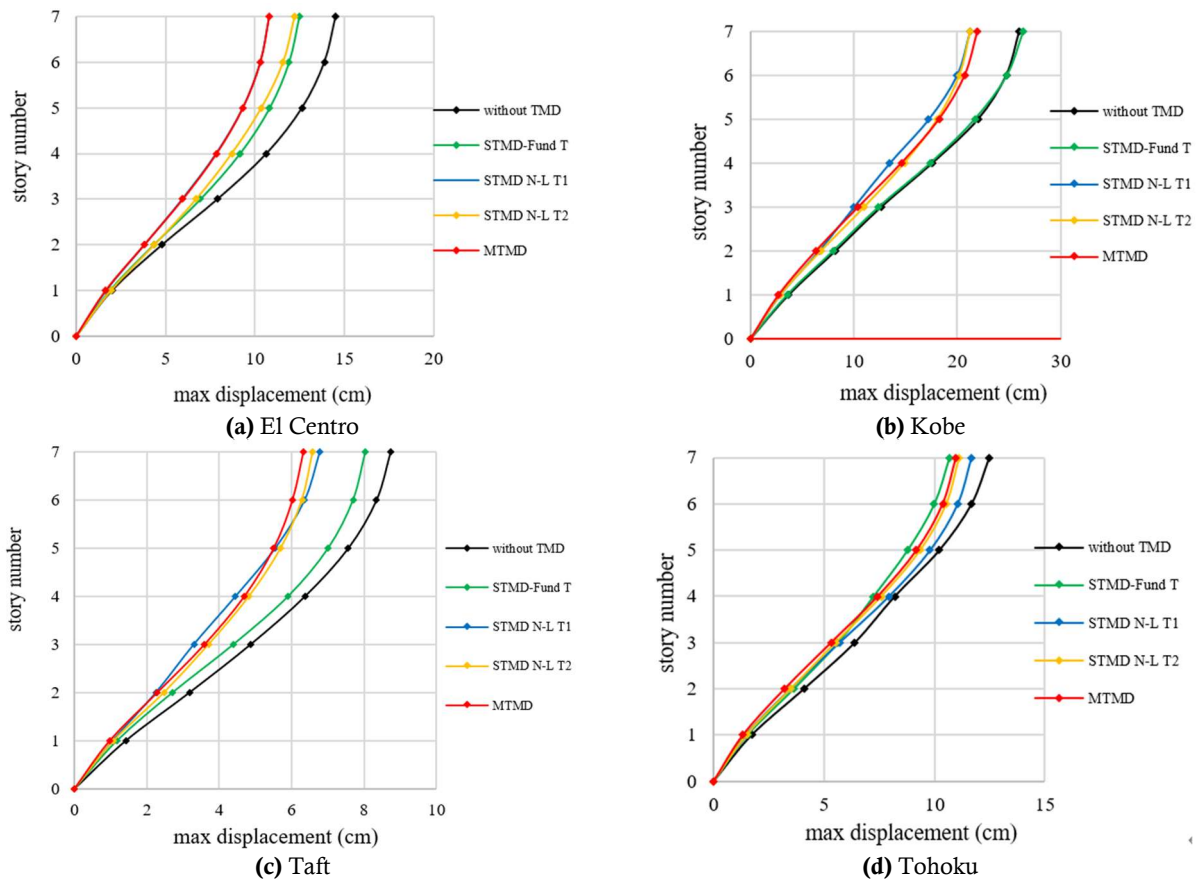 7
6
5
4
3
2
1
0
story number
0 5 10 15 20
max displacement (cm)
without TMD
STMD-Fund T
STMD N-L T1
STMD N-L T2
MTMD
(a) El Centro
7
6
5
4
3
2
1
0
story number
0 10 20 30
max displacement (cm)
without TMD
STMD-Fund T
STMD N-L T1
STMD N-L T2
MTMD
(b) Kobe
7
6
5
4
3
2
1
0
story number
0 2 4 6 8 10
max displacement (cm)
without TMD
STMD-Fund T
STMD N-L T1
STMD N-L T2
MTMD
(c) Taft
7
6
5
4
3
2
1
0
story number
0 5 10 15
max displacement (cm)
without TMD
STMD-Fund T
STMD N-L T1
STMD N-L T2
MTMD
(d) Tohoku